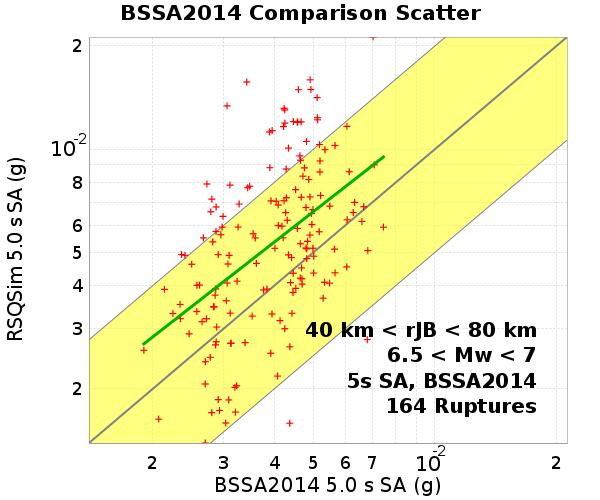 BSSA2014 Comparison Scatter
2
10-2
8
6
5
4
3
2
RSQSim 5.0 s SA (g)
40 km < rJB < 80 km
6.5 < Mw < 7
5s SA, BSSA2014
164 Ruptures
2 3 4 5 6 7 10-2 2
BSSA2014 5.0 s SA (g)